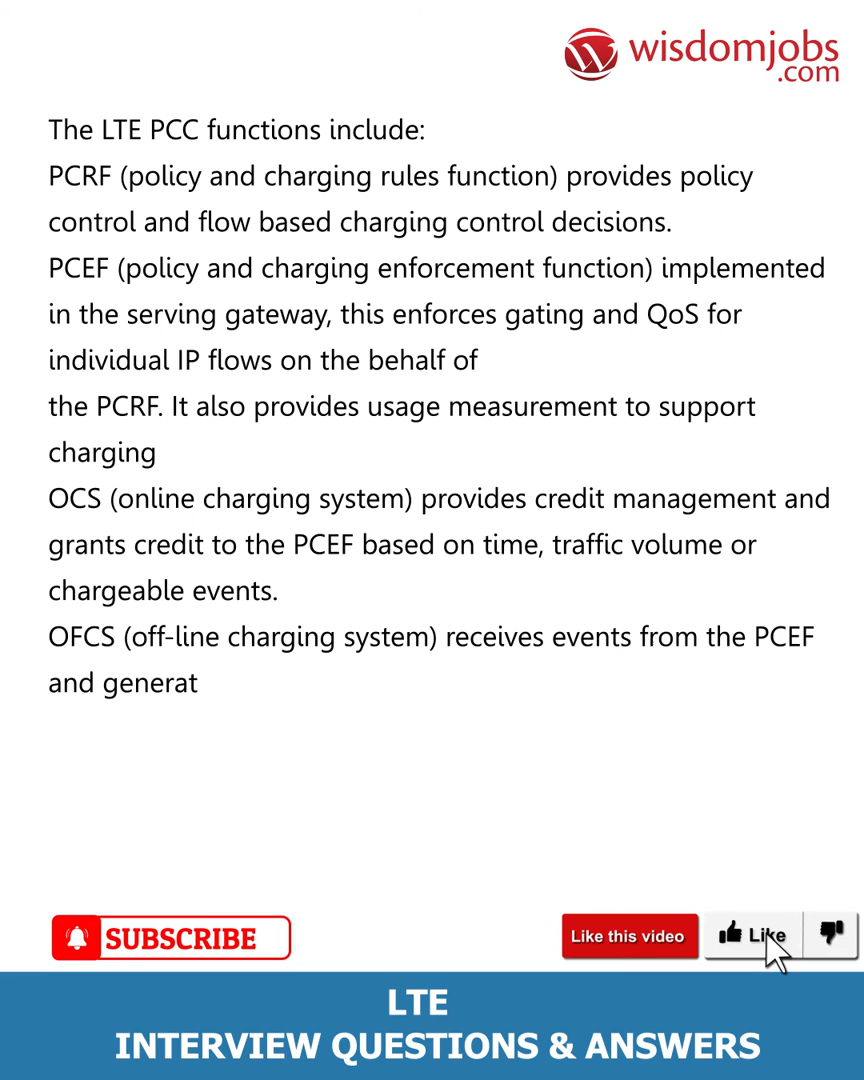 wisdomjobs
.com
The LTE PCC functions include:
PCRF (policy and charging rules function) provides policy
control and flow based charging control decisions.
PCEF (policy and charging enforcement function) implemented
in the serving gateway, this enforces gating and QoS for
individual IP flows on the behalf of
the PCRF. It also provides usage measurement to support
charging
OCS (online charging system) provides credit management and
grants credit to the PCEF based on time, traffic volume or
chargeable events.
OFCS (off-line charging system) receives events from the PCEF
and generat
SUBSCRIBE
Like this video
Like
LTE
INTERVIEW QUESTIONS & ANSWERS